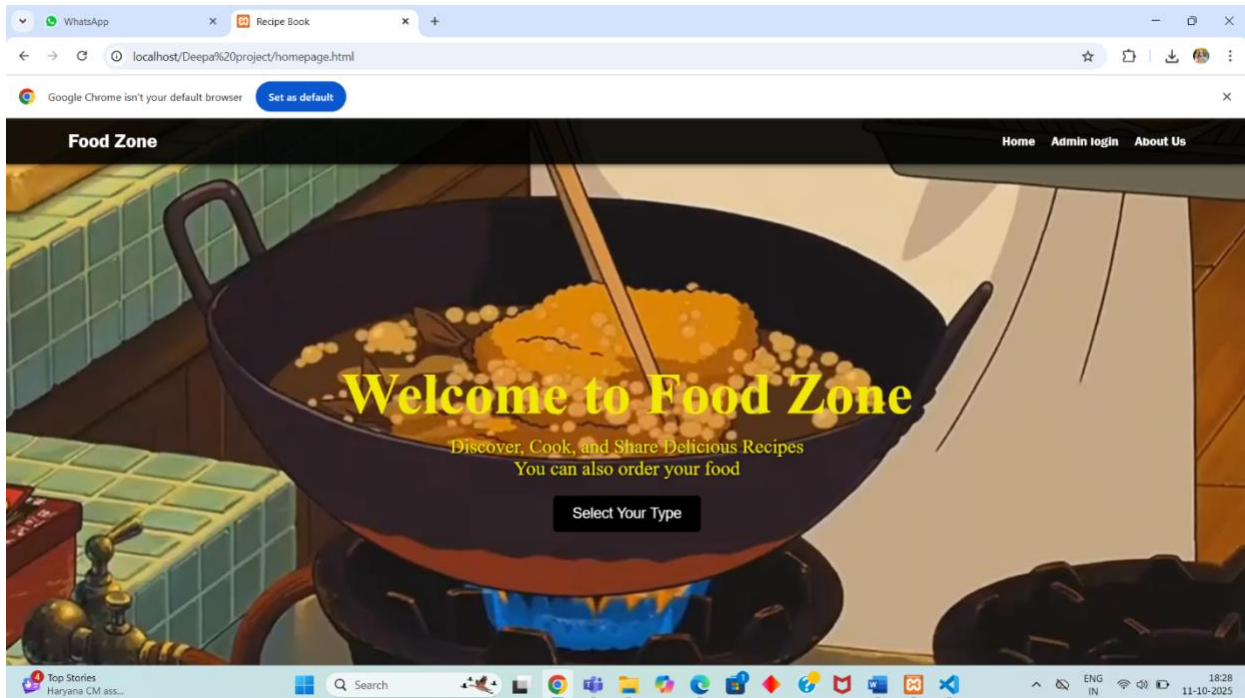 WhatsApp
Recipe Book
localhost/Deepa%20project/homepage.html
Google Chrome isn't your default browser
Set as default
Food Zone
Home Admin login About Us
Welcome to Food Zone
Discover, Cook, and Share Delicious Recipes
You can also order your food
Select Your Type
4
Top Stories
Haryana CM ass...
Search
ENG
IN
18:28
11-10-2025